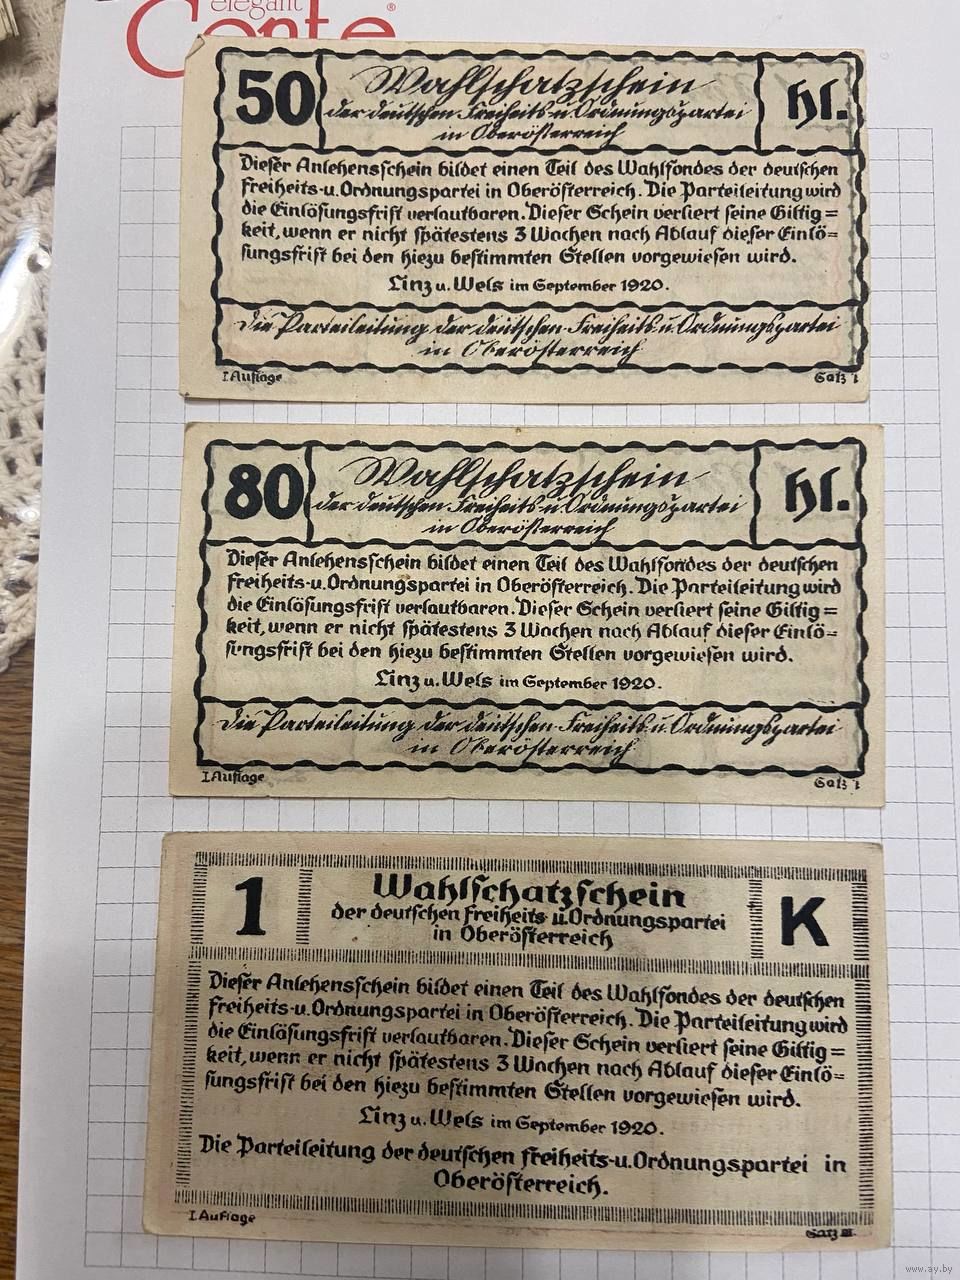 elegant
Conte®
50
Wahlschatzschein
hl.
der deutschen Freiheits u. Ordnungspartei
in Oberösterreich
Dieser Anlehensschein bildet einen Teil des Wahlfondes der deutschen
Freiheits-u. Ordnungspartei in Oberösterreich. Die Parteileitung wird
die Einlösungsfrist verlautbaren. Dieser Schein verliert seine Giltig=
keit, wenn er nicht spätestens 3 Wochen nach Ablauf dieser Einlö=
sungsfrist bei den hiezu bestimmten Stellen vorgewiesen wird.
Linz u. Wels im September 1920.
Die Parteileitung der deutschen Freiheits u. Ordnungspartei
in Oberösterreich
I Auflage
Satz I
80
Wahlschatzschein
hl.
der deutschen Freiheits u Ordnungspartei
in Oberösterreich
Dieser Anlehensschein bildet einen Teil des Wahlfondes der deutschen
Freiheits-u. Ordnungspartei in Oberösterreich. Die Parteileitung wird
die Einlösungsfrist verlautbaren. Dieser Schein verliert seine Giltig=
keit, wenn er nicht spätestens 3 Wochen nach Ablauf dieser Einlö=
sungsfrist bei den hiezu bestimmten Stellen vorgewiesen wird.
Linz u. Wels im September 1920.
Die Parteileitung der deutschen Freiheits u. Ordnungspartei
in Oberösterreich
I Auflage
Satz I
1
Wahlschatzschein
K
der deutschen Freiheits u. Ordnungspartei
in Oberösterreich
Dieser Anlehensschein bildet einen Teil des Wahlfondes der deutschen
Freiheits-u. Ordnungspartei in Oberösterreich. Die Parteileitung wird
die Einlösungsfrist verlautbaren. Dieser Schein verliert seine Giltig=
keit, wenn er nicht spätestens 3 Wochen nach Ablauf dieser Einlö=
sungsfrist bei den hiezu bestimmten Stellen vorgewiesen wird.
Linz u. Wels im September 1920.
Die Parteileitung der deutschen Freiheits-u. Ordnungspartei in
Oberösterreich.
I Auflage
Satz III.
www.ay.by